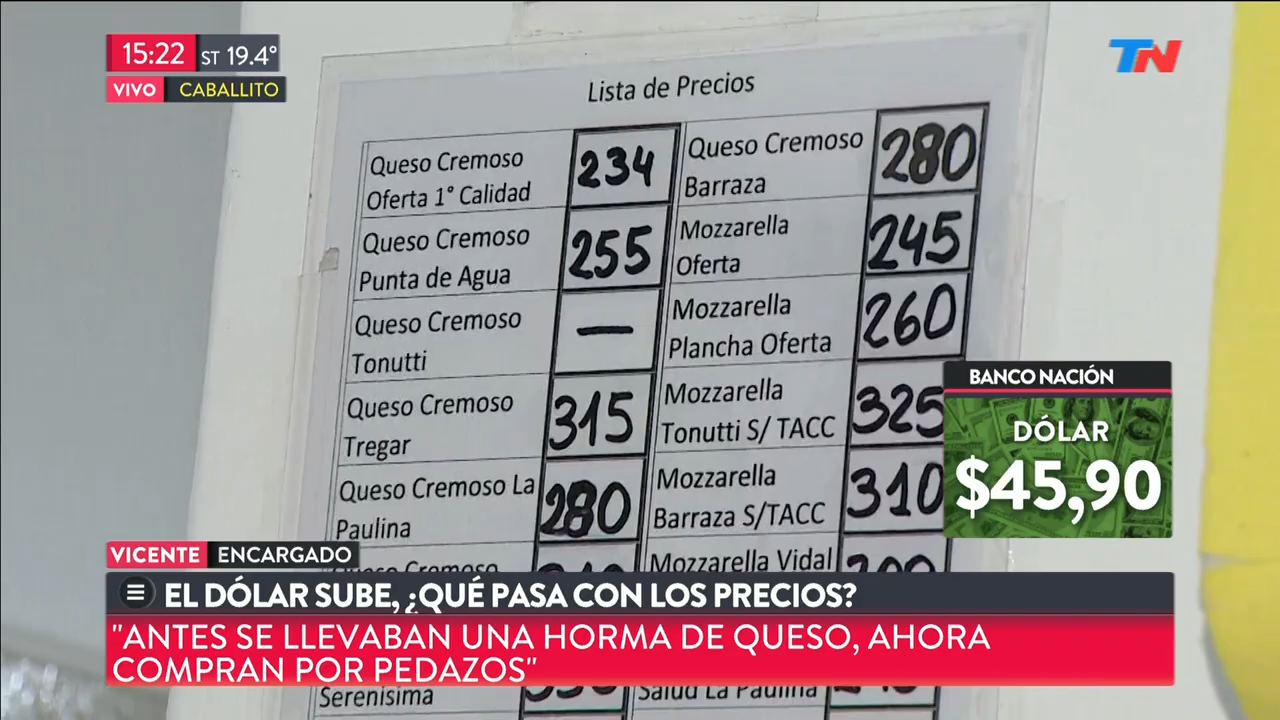 15:22 ST 19.4°
VIVO CABALLITO
TN
Lista de Precios
Queso Cremoso
Oferta 1° Calidad
234
Queso Cremoso
Barraza
280
Queso Cremoso
Punta de Agua
255
Mozzarella
Oferta
245
Queso Cremoso
Tonutti
—
Mozzarella
Plancha Oferta
260
Queso Cremoso
Tregar
315
Mozzarella
Tonutti S/ TACC
325
Queso Cremoso La
Paulina
280
Mozzarella
Barraza S/TACC
310
Queso Cremoso
Mozzarella Vidal
BANCO NACIÓN
DÓLAR
$45,90
VICENTE ENCARGADO
EL DÓLAR SUBE, ¿QUÉ PASA CON LOS PRECIOS?
"ANTES SE LLEVABAN UNA HORMA DE QUESO, AHORA
COMPRAN POR PEDAZOS"
Serenísima
Salud La Paulina